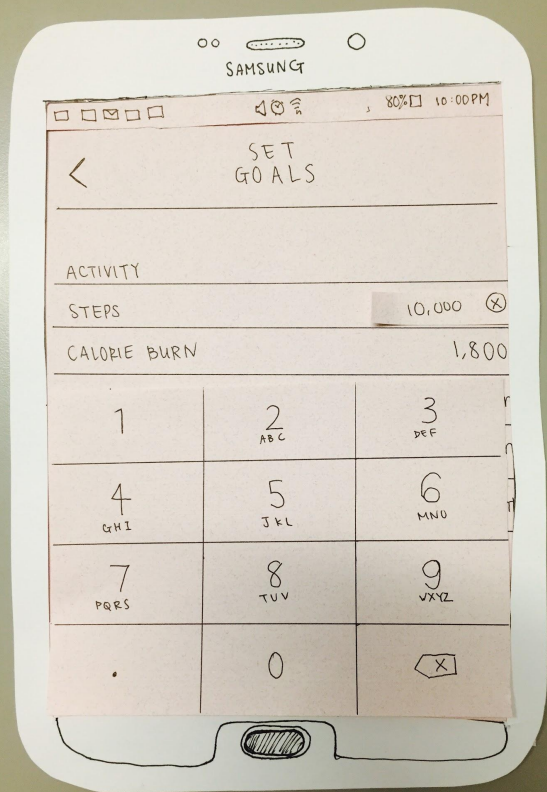 SAMSUNG
80% 10:00PM
SET
GOALS
ACTIVITY
STEPS 10,000
CALORIE BURN 1,800
1 2 3
ABC DEF
4 5 6
GHI JKL MNO
7 8 9
PQRS TUV WXYZ
. 0 X